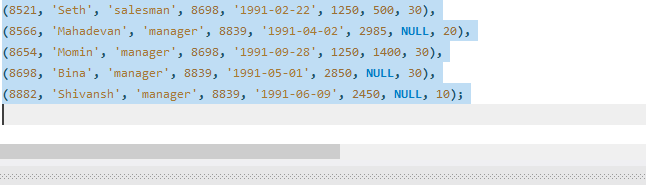 (8521, 'Seth', 'salesman', 8698, '1991-02-22', 1250, 500, 30),
(8566, 'Mahadevan', 'manager', 8839, '1991-04-02', 2985, NULL, 20),
(8654, 'Momin', 'manager', 8698, '1991-09-28', 1250, 1400, 30),
(8698, 'Bina', 'manager', 8839, '1991-05-01', 2850, NULL, 30),
(8882, 'Shivansh', 'manager', 8839, '1991-06-09', 2450, NULL, 10);